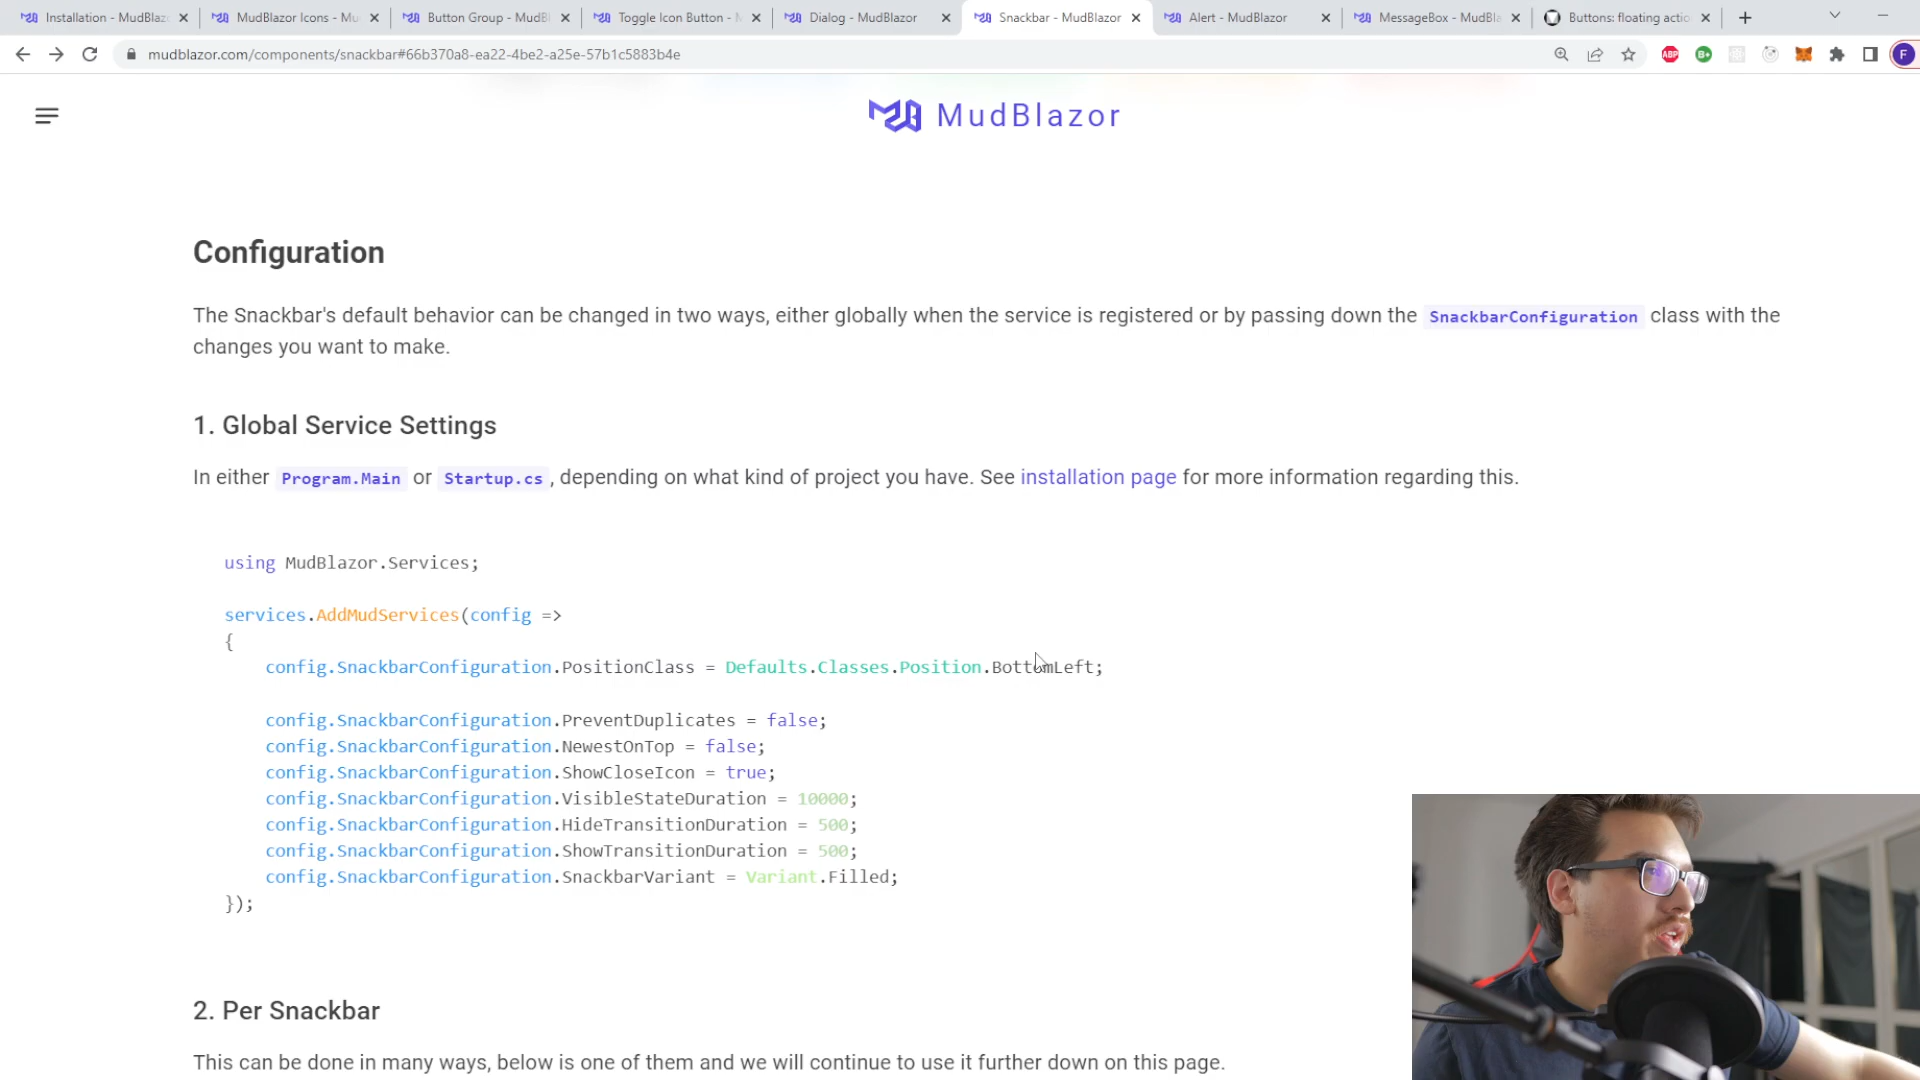 Installation - MudBlaz
MudBlazor Icons - Mu
Button Group - MudBl
Toggle Icon Button - M
Dialog - MudBlazor
Snackbar - MudBlazor
Alert - MudBlazor
MessageBox - MudBla
Buttons: floating actio
mudblazor.com/components/snackbar#66b370a8-ea22-4be2-a25e-57b1c5883b4e
ABP
B+
F
MudBlazor
Configuration
The Snackbar's default behavior can be changed in two ways, either globally when the service is registered or by passing down the SnackbarConfiguration class with the
changes you want to make.
1. Global Service Settings
In either Program.Main or Startup.cs, depending on what kind of project you have. See installation page for more information regarding this.
using MudBlazor.Services;
services.AddMudServices(config =>
{
config.SnackbarConfiguration.PositionClass = Defaults.Classes.Position.BottomLeft;
config.SnackbarConfiguration.PreventDuplicates = false;
config.SnackbarConfiguration.NewestOnTop = false;
config.SnackbarConfiguration.ShowCloseIcon = true;
config.SnackbarConfiguration.VisibleStateDuration = 10000;
config.SnackbarConfiguration.HideTransitionDuration = 500;
config.SnackbarConfiguration.ShowTransitionDuration = 500;
config.SnackbarConfiguration.SnackbarVariant = Variant.Filled;
});
2. Per Snackbar
This can be done in many ways, below is one of them and we will continue to use it further down on this page.